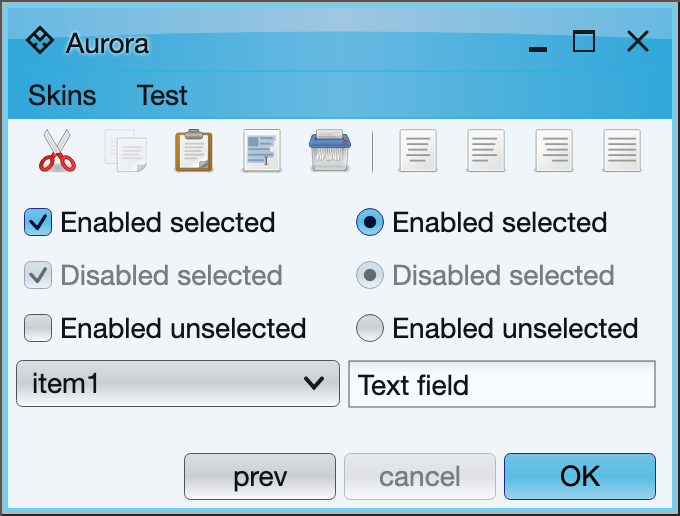 Aurora
Skins Test
Enabled selected Enabled selected
Disabled selected Disabled selected
Enabled unselected Enabled unselected
item1 Text field
prev cancel OK